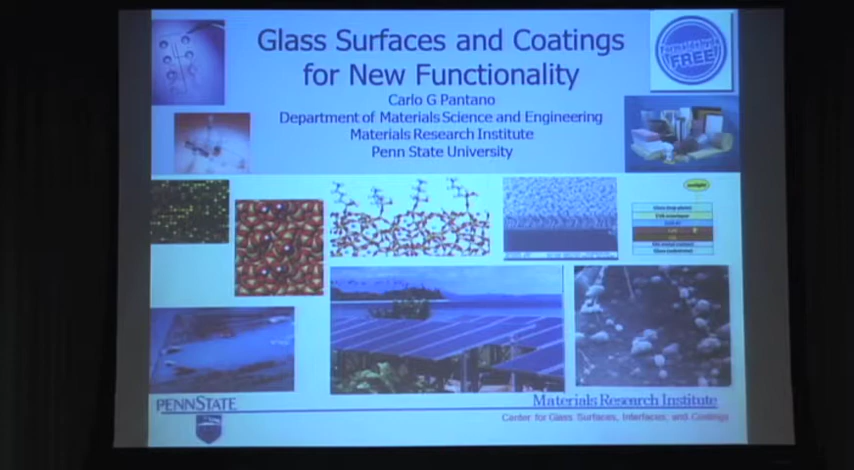 Glass Surfaces and Coatings
for New Functionality
Carlo G Pantano
Department of Materials Science and Engineering
Materials Research Institute
Penn State University
FREE
PENNSTATE
Materials Research Institute
Center for Glass Surfaces, Interfaces, and Coatings